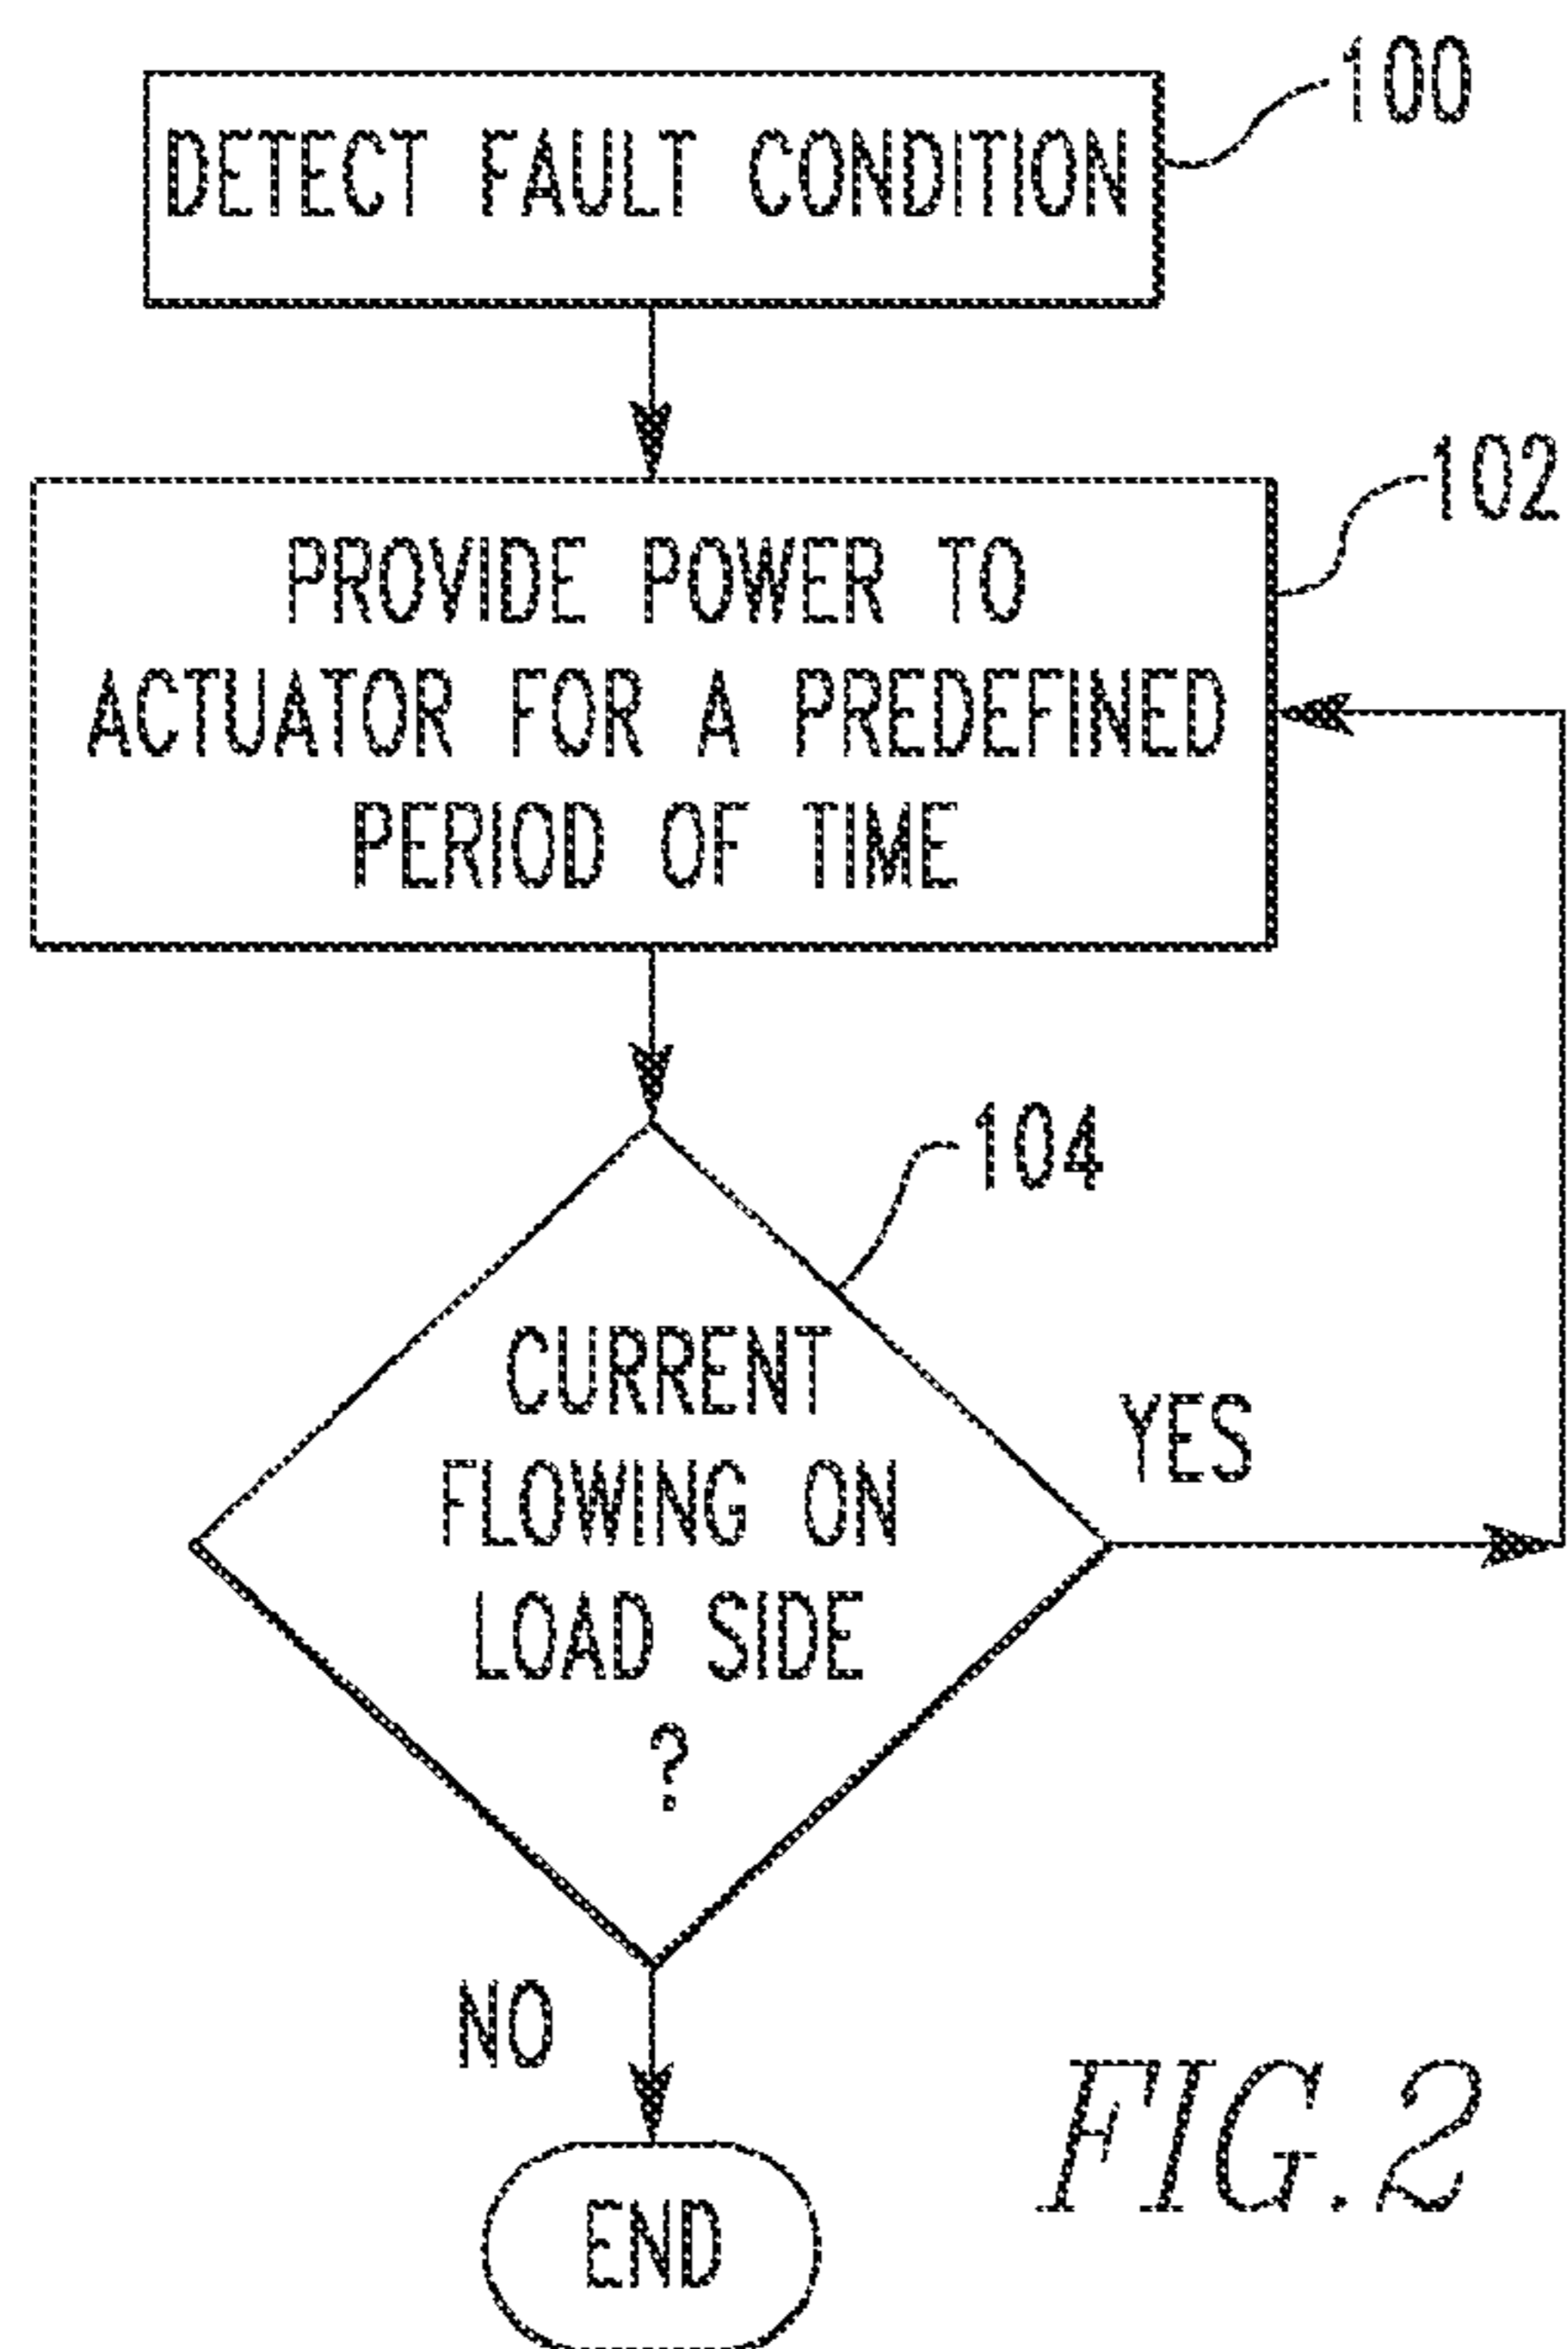 100
DETECT FAULT CONDITION
102
PROVIDE POWER TO
ACTUATOR FOR A PREDEFINED
PERIOD OF TIME
104
CURRENT
FLOWING ON
LOAD SIDE
?
YES
NO
END
FIG.2